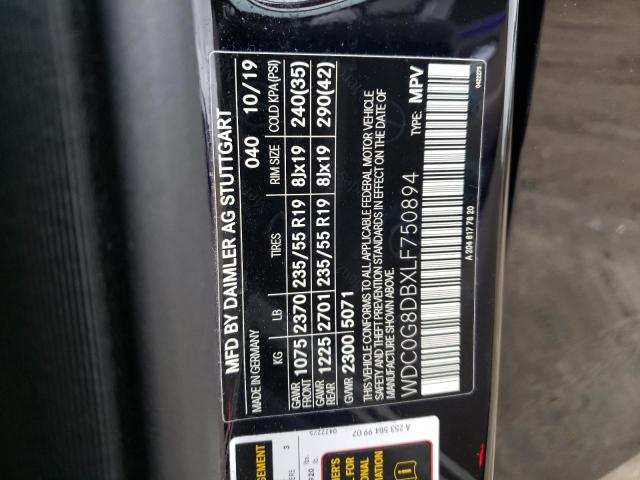 MFD BY DAIMLER AG STUTTGART
MADE IN GERMANY 040 10/19
KG LB TIRES RIM SIZE COLD KPA(PSI)
GAWR FRONT 1075 2370 235/55 R19 8Jx19 240(35)
GAWR REAR 1225 2701 235/55 R19 8Jx19 290(42)
GVWR 2300 5071
THIS VEHICLE CONFORMS TO ALL APPLICABLE FEDERAL MOTOR VEHICLE
SAFETY AND THEFT PREVENTION STANDARDS IN EFFECT ON THE DATE OF
MANUFACTURE SHOWN ABOVE.
WDC0G8DBXLF750894 TYPE: MPV
A 204 817 76 20
0422275
A 253 584 99 02
0422275
3